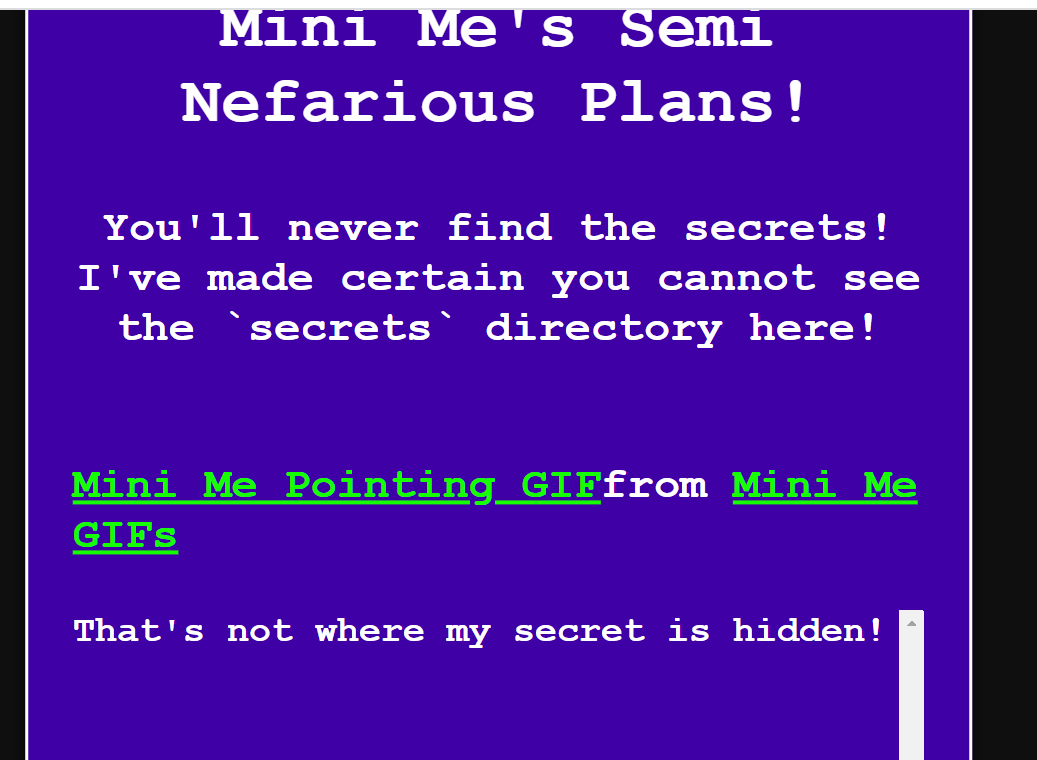 Mini Me's Semi
Nefarious Plans!
You'll never find the secrets!
I've made certain you cannot see
the `secrets` directory here!
Mini Me Pointing GIFfrom Mini Me
GIFs
That's not where my secret is hidden!